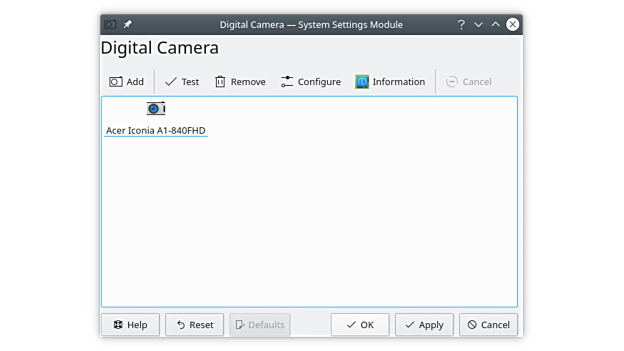 Digital Camera — System Settings Module
Digital Camera
Add Test Remove Configure Information Cancel
Acer Iconia A1-840FHD
Help Reset Defaults OK Apply Cancel